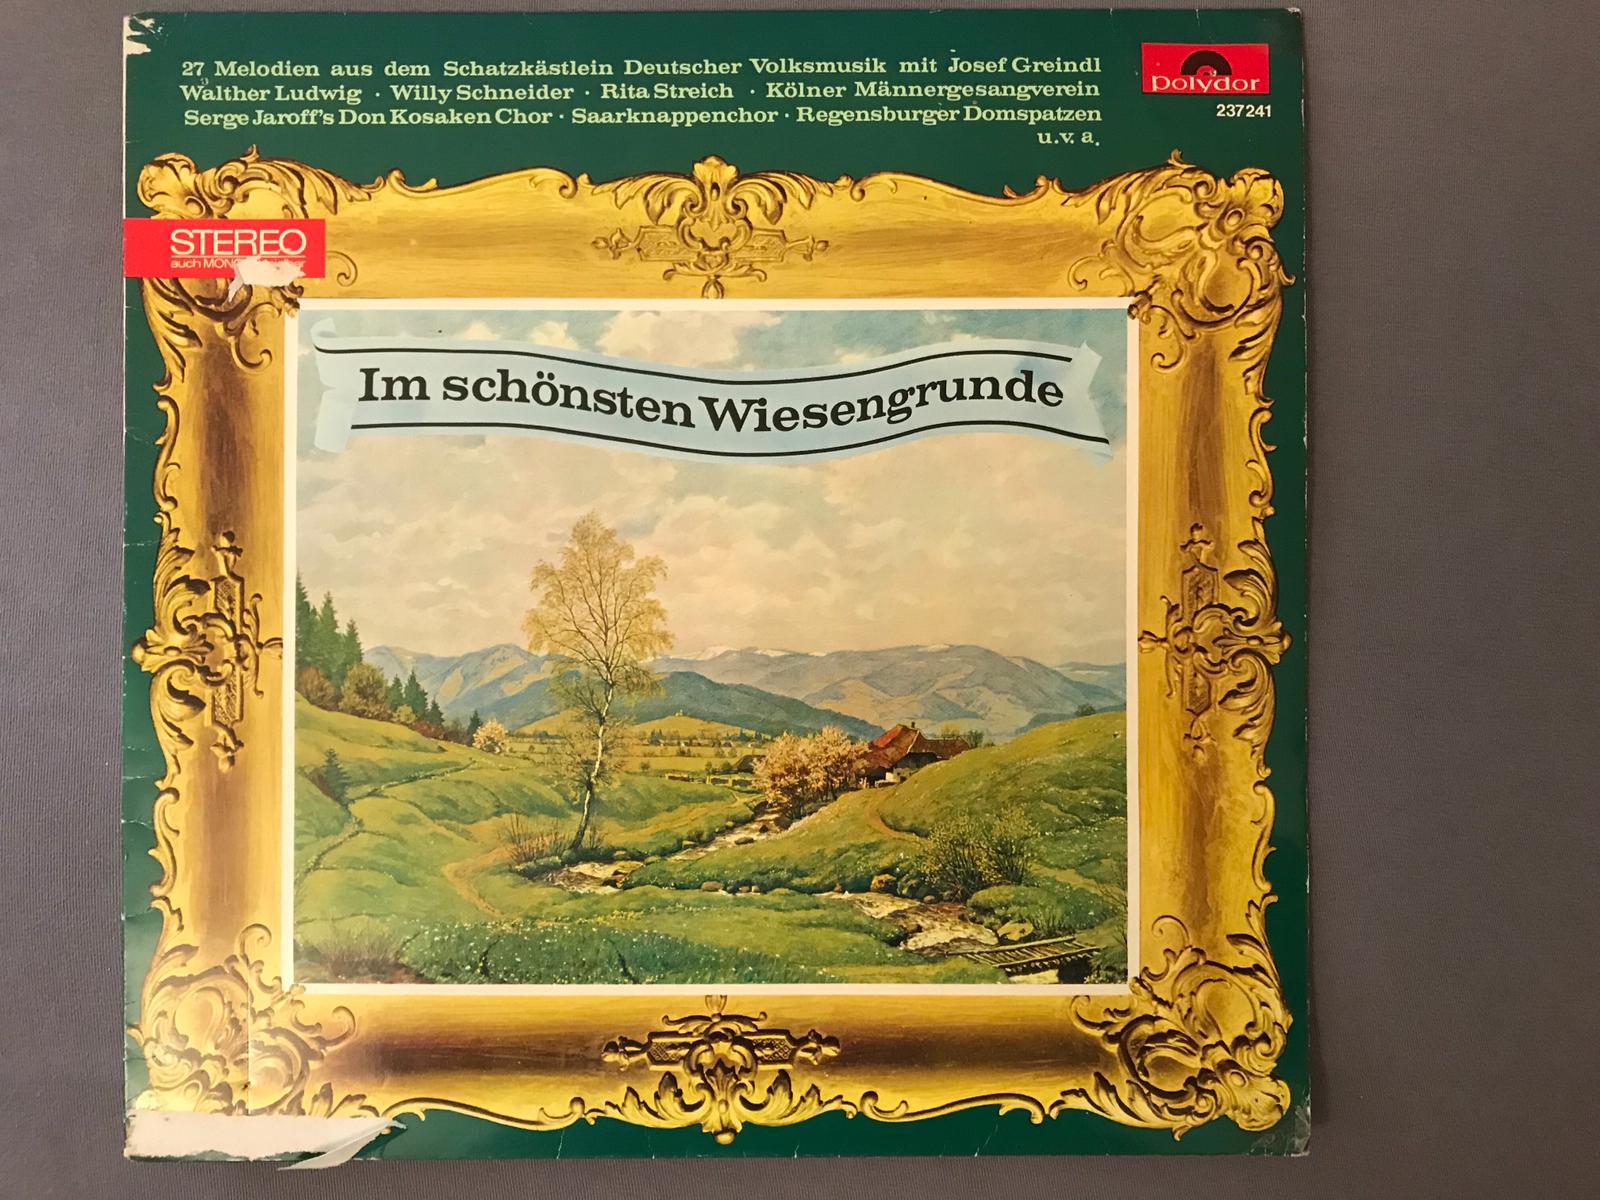 27 Melodien aus dem Schatzkästlein Deutscher Volksmusik mit Josef Greindl
Walther Ludwig · Willy Schneider · Rita Streich · Kölner Männergesangverein
Serge Jaroff's Don Kosaken Chor · Saarknappenchor · Regensburger Domspatzen
u.v. a.
Polydor
237241
STEREO
auch MONO
Im schönsten Wiesengrunde